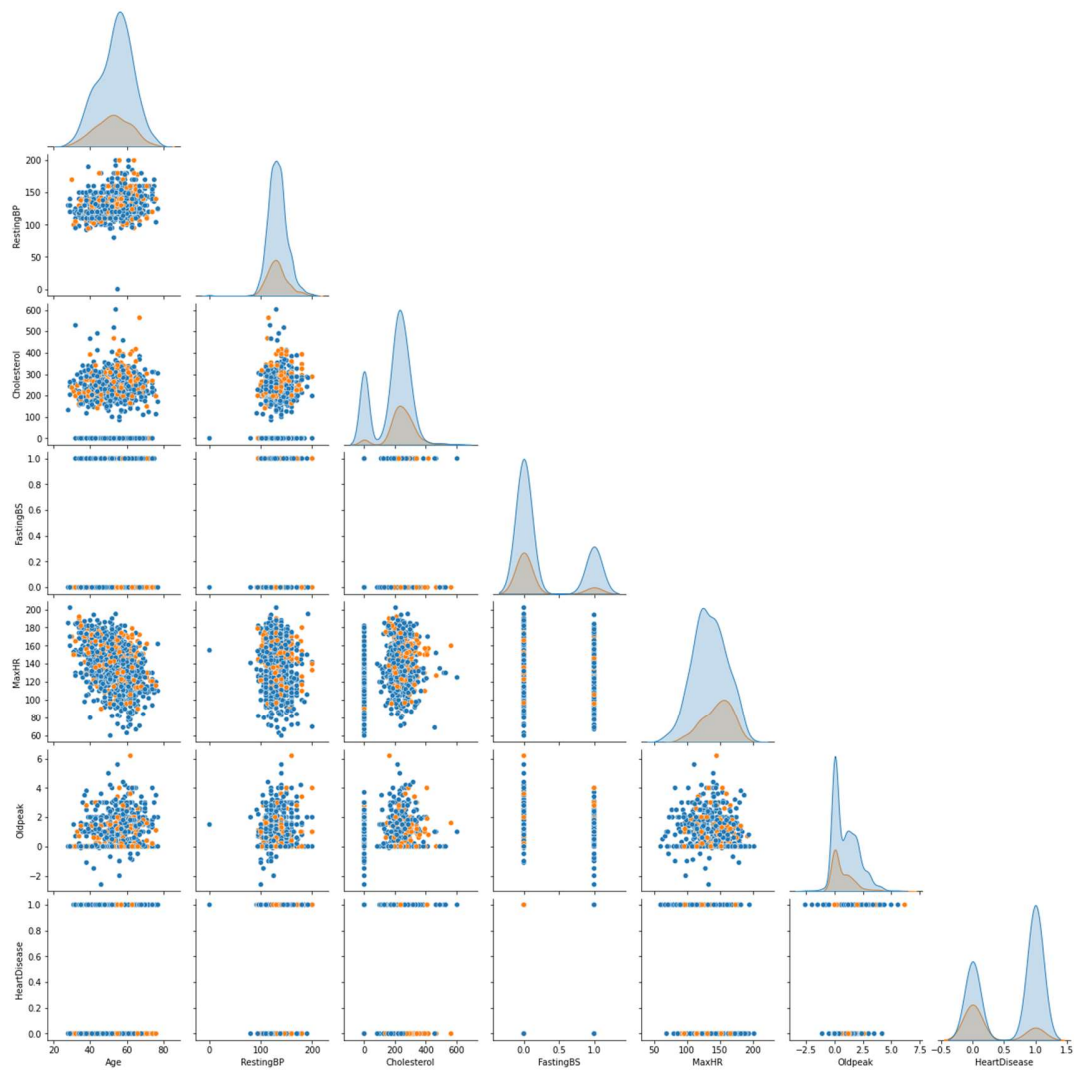 200
150
100
50
0
RestingBP
600
500
400
300
200
100
0
Cholesterol
1.0
0.8
0.6
0.4
0.2
0.0
FastingBS
200
180
160
140
120
100
80
60
MaxHR
6
4
2
0
−2
Oldpeak
1.0
0.8
0.6
0.4
0.2
0.0
HeartDisease
20 40 60 80
0 100 200
0 200 400 600
0.0 0.5 1.0
50 100 150 200
−2.5 0.0 2.5 5.0 7.5
−0.5 0.0 0.5 1.0 1.5
Age
RestingBP
Cholesterol
FastingBS
MaxHR
Oldpeak
HeartDisease